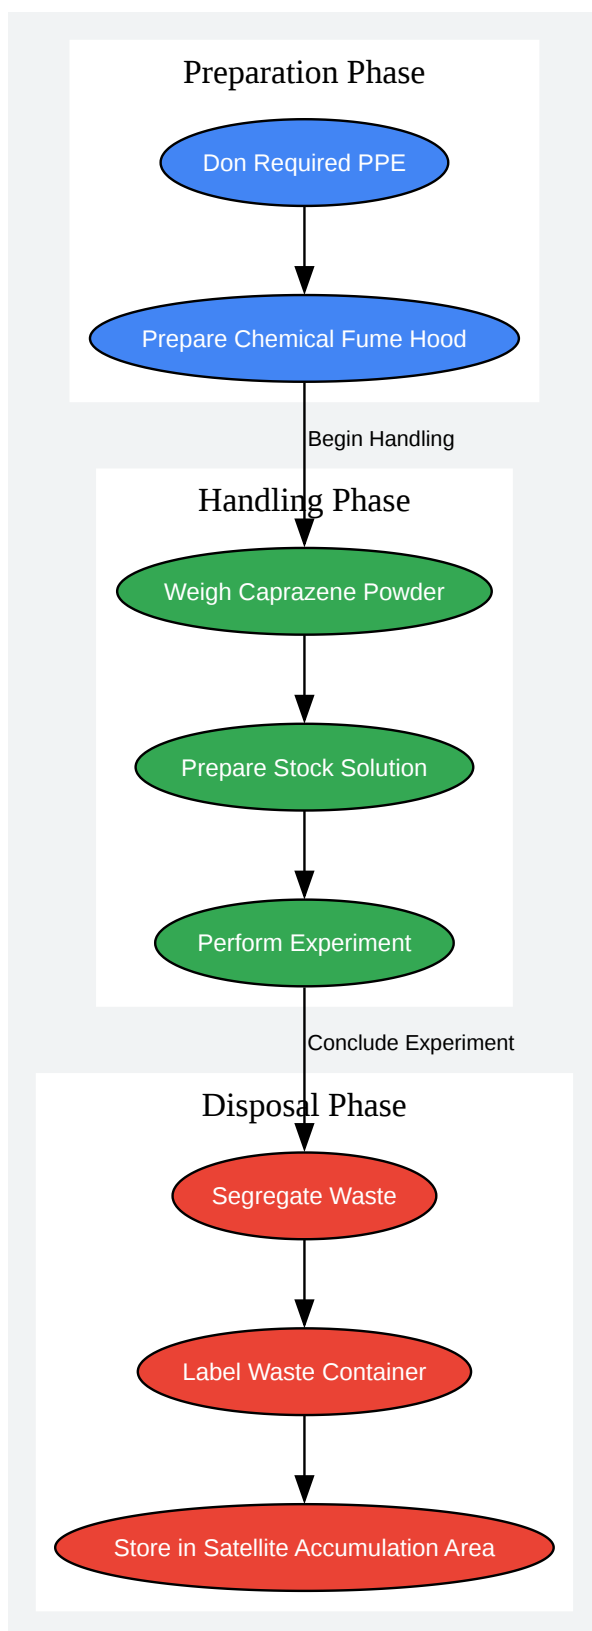 Preparation Phase
Don Required PPE
Prepare Chemical Fume Hood
Begin Handling
Handling Phase
Weigh Caprazene Powder
Prepare Stock Solution
Perform Experiment
Conclude Experiment
Disposal Phase
Segregate Waste
Label Waste Container
Store in Satellite Accumulation Area